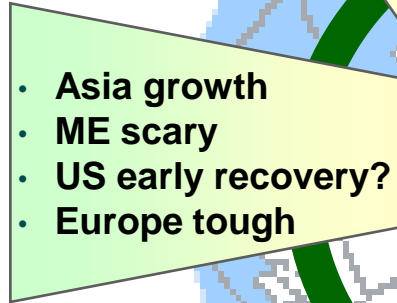 • Asia growth
• ME scary
• US early recovery?
• Europe tough